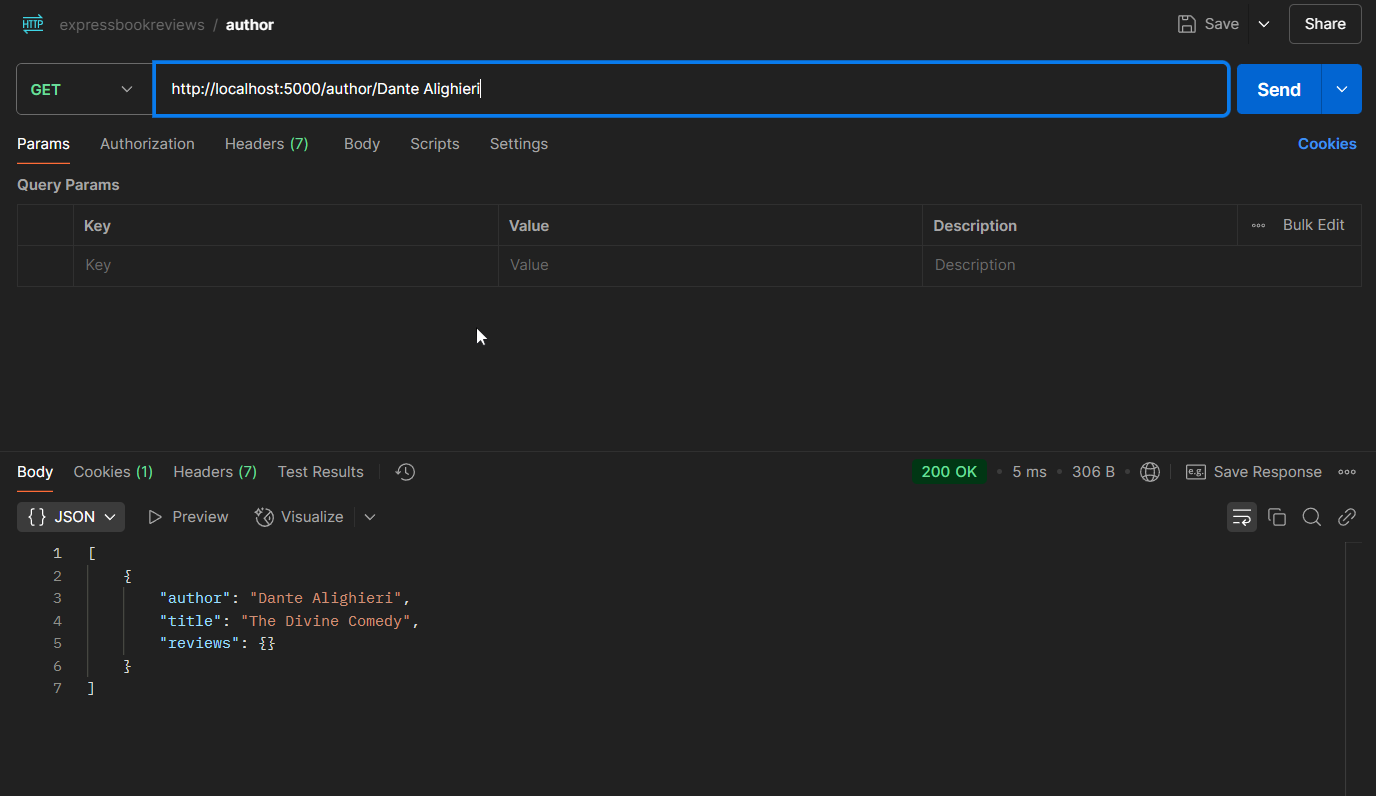 HTTP expressbookreviews / author Save Share
GET http://localhost:5000/author/Dante Alighieri Send
Params Authorization Headers (7) Body Scripts Settings Cookies
Query Params
Key Value Description Bulk Edit
Key Value Description
Body Cookies (1) Headers (7) Test Results 200 OK • 5 ms • 306 B • e.g. Save Response
{} JSON Preview Visualize
1 [
2 {
3 "author": "Dante Alighieri",
4 "title": "The Divine Comedy",
5 "reviews": {}
6 }
7 ]